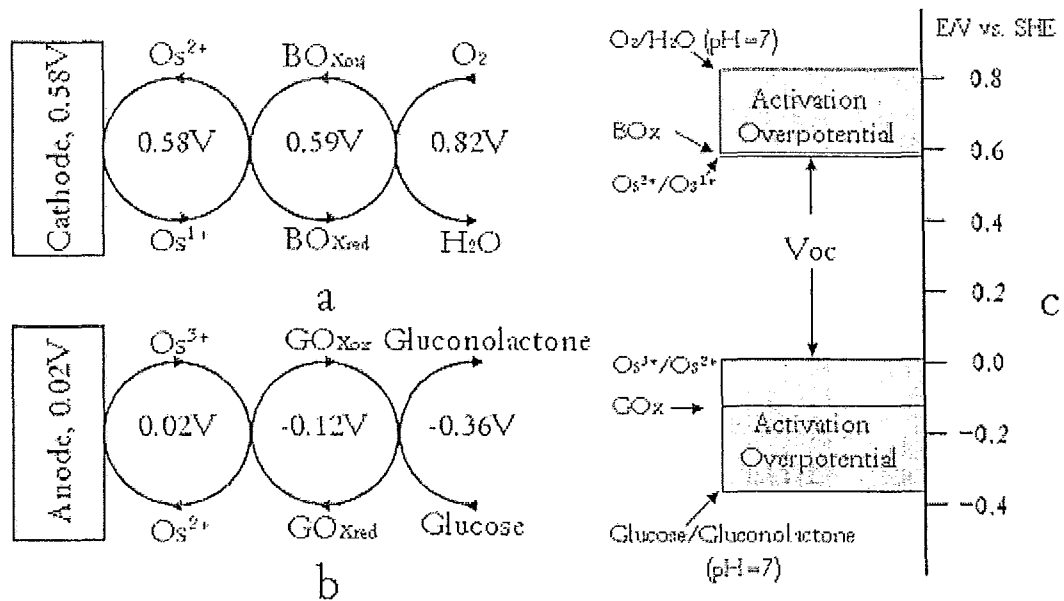 Cathode, 0.58V
Os²⁺
BOXoxi
O₂
0.58V
0.59V
0.82V
Os¹⁺
BOXred
H₂O
a
Anode, 0.02V
Os³⁺
GOXox
Gluconolactone
0.02V
-0.12V
-0.36V
Os²⁺
GOXred
Glucose
b
E/V vs. SHE
O₂/H₂O (pH=7)
0.8
Activation
Overpotential
BOx
0.6
Os²⁺/Os¹⁺
0.4
Voc
0.2
c
Os³⁺/Os²⁺
0.0
GOx
Activation
Overpotential
-0.2
-0.4
Glucose/Gluconolactone
(pH=7)